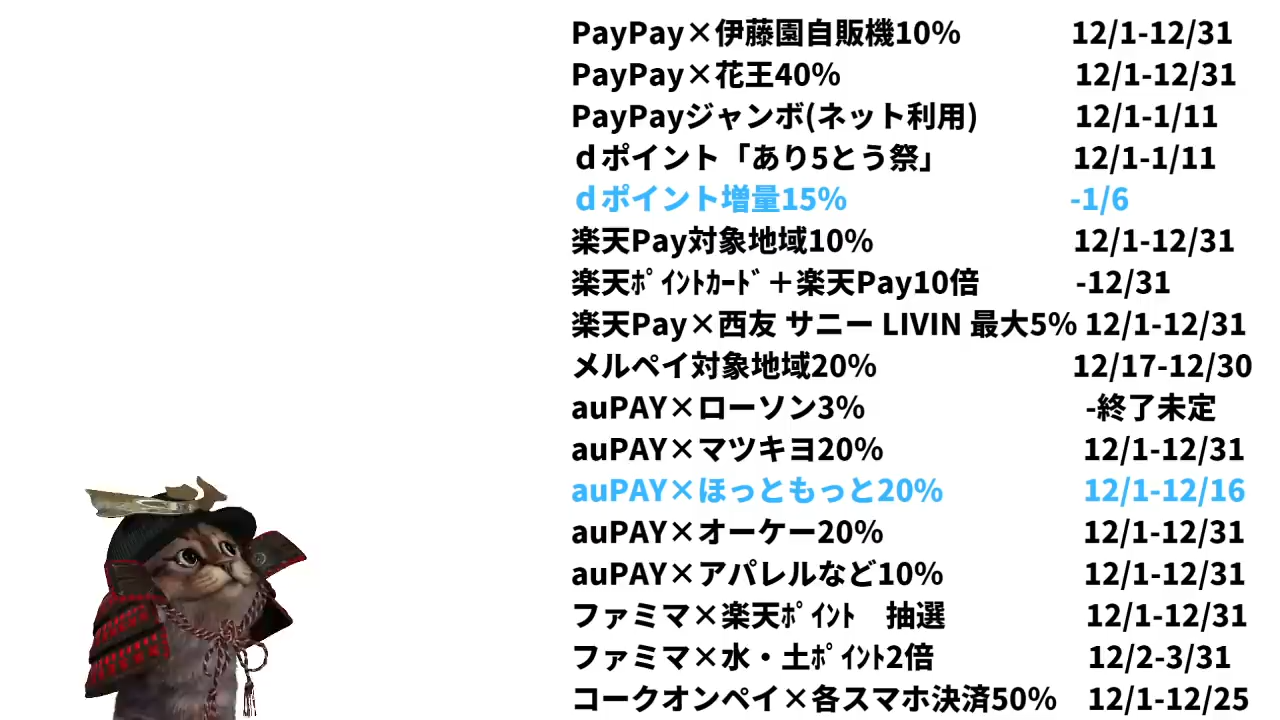 PayPay×伊藤園自販機10% 12/1-12/31
PayPay×花王40% 12/1-12/31
PayPayジャンボ(ネット利用) 12/1-1/11
ｄポイント「あり5とう祭」 12/1-1/11
ｄポイント増量15% -1/6
楽天Pay対象地域10% 12/1-12/31
楽天ﾎﾟｲﾝﾄｶｰﾄﾞ＋楽天Pay10倍 -12/31
楽天Pay×西友 サニー LIVIN 最大5% 12/1-12/31
メルペイ対象地域20% 12/17-12/30
auPAY×ローソン3% -終了未定
auPAY×マツキヨ20% 12/1-12/31
auPAY×ほっともっと20% 12/1-12/16
auPAY×オーケー20% 12/1-12/31
auPAY×アパレルなど10% 12/1-12/31
ファミマ×楽天ﾎﾟｲﾝﾄ　抽選 12/1-12/31
ファミマ×水・土ﾎﾟｲﾝﾄ2倍 12/2-3/31
コークオンペイ×各スマホ決済50% 12/1-12/25